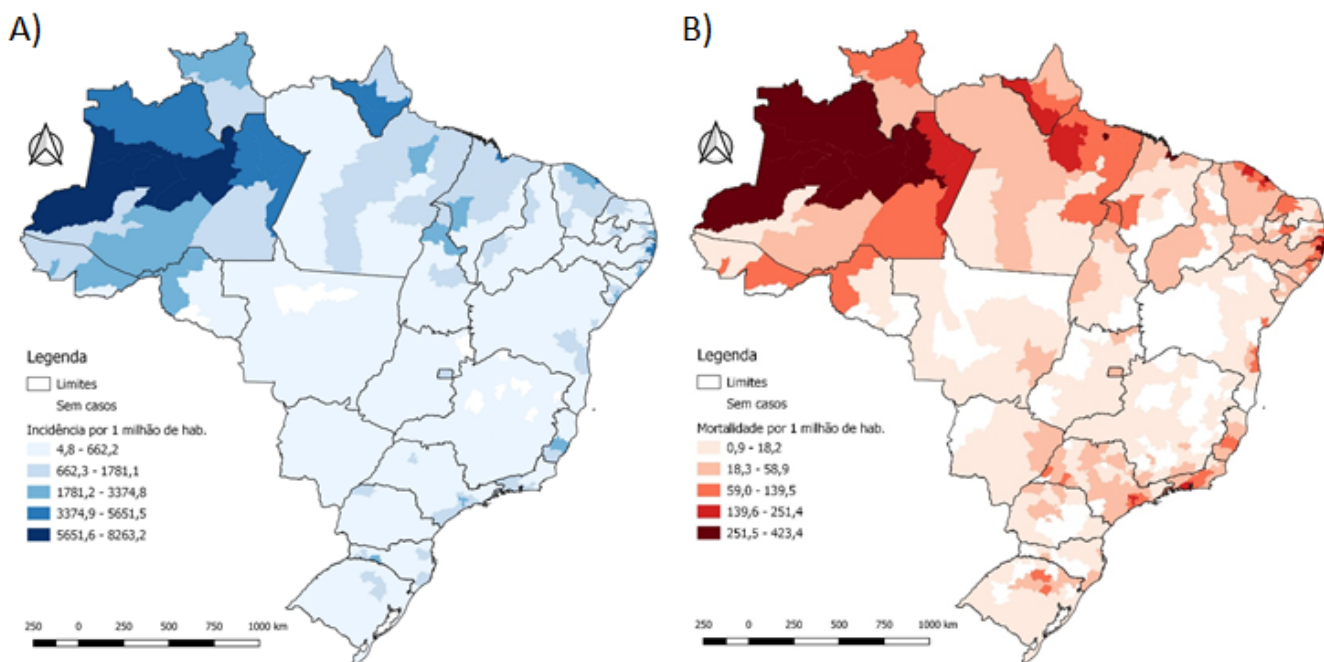 A)
Legenda
Limites
Sem casos
Incidência por 1 milhão de hab.
4,8 - 662,2
662,3 - 1781,1
1781,2 - 3374,8
3374,9 - 5651,5
5651,6 - 8263,2
250 0 250 500 750 1000 km
B)
Legenda
Limites
Sem casos
Mortalidade por 1 milhão de hab.
0,9 - 18,2
18,3 - 58,9
59,0 - 139,5
139,6 - 251,4
251,5 - 423,4
250 0 250 500 750 1000 km